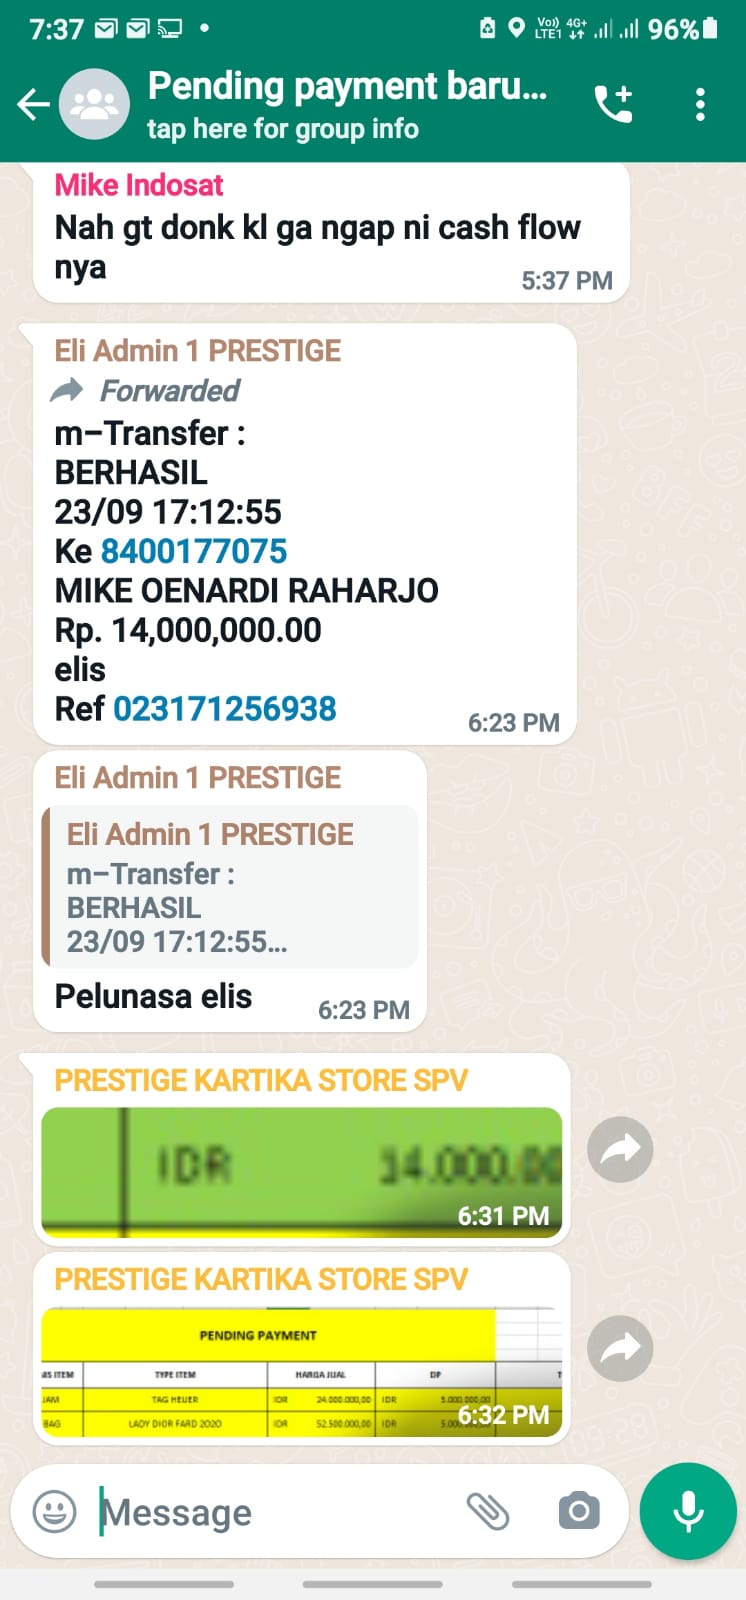 7:37
Vo)) 4G+
LTE1
96%
Pending payment baru...
tap here for group info
Mike Indosat
Nah gt donk kl ga ngap ni cash flow
nya
5:37 PM
Eli Admin 1 PRESTIGE
Forwarded
m-Transfer :
BERHASIL
23/09 17:12:55
Ke 8400177075
MIKE OENARDI RAHARJO
Rp. 14,000,000.00
elis
Ref 023171256938
6:23 PM
Eli Admin 1 PRESTIGE
Eli Admin 1 PRESTIGE
m-Transfer :
BERHASIL
23/09 17:12:55...
Pelunasa elis
6:23 PM
PRESTIGE KARTIKA STORE SPV
IDR 14.000.00
6:31 PM
PRESTIGE KARTIKA STORE SPV
PENDING PAYMENT
ITEM TYPE ITEM HARGA JUAL DP
TAG HEUER IDR 24.000.000,00 IDR 5.000.000,00
BAG LADY DIOR FARD 2020 IDR 52.500.000,00 IDR
6:32 PM
Message